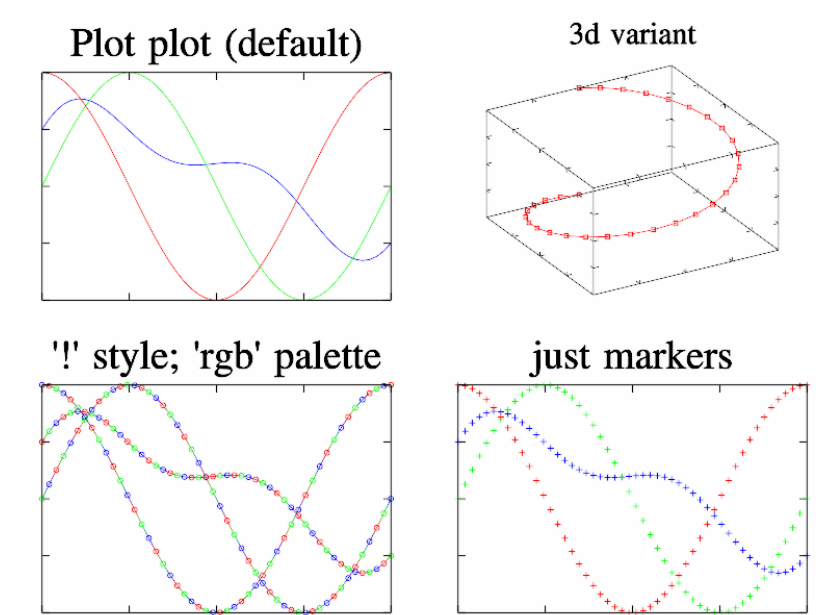 Plot plot (default)
3d variant
'!' style; 'rgb' palette
just markers